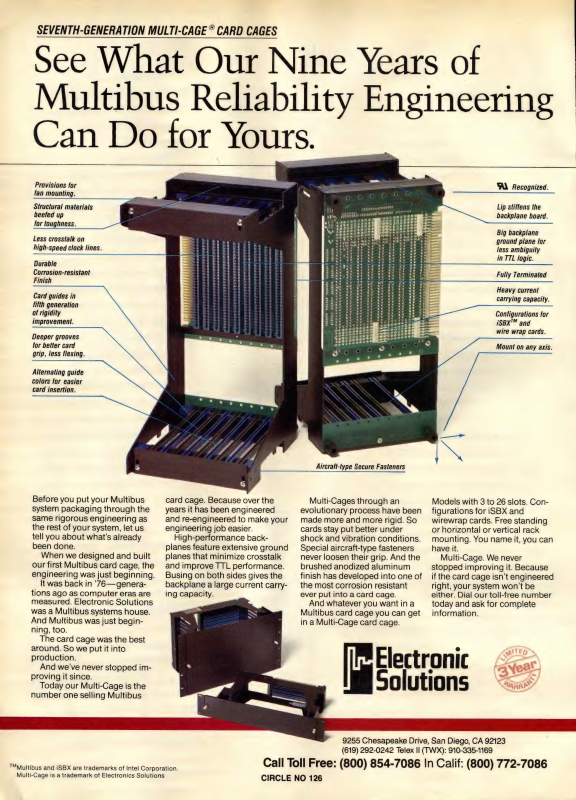 SEVENTH-GENERATION MULTI-CAGE® CARD CAGES
See What Our Nine Years of
Multibus Reliability Engineering
Can Do for Yours.
Provisions for
fan mounting.
Structural materials
beefed up
for toughness.
Less crosstalk on
high-speed clock lines.
Durable
Corrosion-resistant
Finish
Card guides in
fifth generation
of rigidity
improvement.
Deeper grooves
for better card
grip, less flexing.
Alternating guide
colors for easier
card insertion.
Recognized.
Lip stiffens the
backplane board.
Big backplane
ground plane for
less ambiguity
in TTL logic.
Fully Terminated
Heavy current
carrying capacity.
Configurations for
iSBX™ and
wire wrap cards.
Mount on any axis.
Aircraft-type Secure Fasteners
Before you put your Multibus
system packaging through the
same rigorous engineering as
the rest of your system, let us
tell you about what's already
been done.
When we designed and built
our first Multibus card cage, the
engineering was just beginning.
It was back in '76—genera-
tions ago as computer eras are
measured. Electronic Solutions
was a Multibus systems house.
And Multibus was just begin-
ning, too.
The card cage was the best
around. So we put it into
production.
And we've never stopped im-
proving it since.
Today our Multi-Cage is the
number one selling Multibus
card cage. Because over the
years it has been engineered
and re-engineered to make your
engineering job easier.
High-performance back-
planes feature extensive ground
planes that minimize crosstalk
and improve TTL performance.
Busing on both sides gives the
backplane a large current carry-
ing capacity.
Multi-Cages through an
evolutionary process have been
made more and more rigid. So
cards stay put better under
shock and vibration conditions.
Special aircraft-type fasteners
never loosen their grip. And the
brushed anodized aluminum
finish has developed into one of
the most corrosion resistant
ever put into a card cage.
And whatever you want in a
Multibus card cage you can get
in a Multi-Cage card cage.
Models with 3 to 26 slots. Con-
figurations for iSBX and
wirewrap cards. Free standing
or horizontal or vertical rack
mounting. You name it, you can
have it.
Multi-Cage. We never
stopped improving it. Because
if the card cage isn't engineered
right, your system won't be
either. Dial our toll-free number
today and ask for complete
information.
Electronic
Solutions
LIMITED
3 Year
WARRANTY
9255 Chesapeake Drive, San Diego, CA 92123
(619) 292-0242 Telex II (TWX): 910-335-1169
Call Toll Free: (800) 854-7086 In Calif: (800) 772-7086
™Multibus and iSBX are trademarks of Intel Corporation.
Multi-Cage is a trademark of Electronics Solutions
CIRCLE NO 126